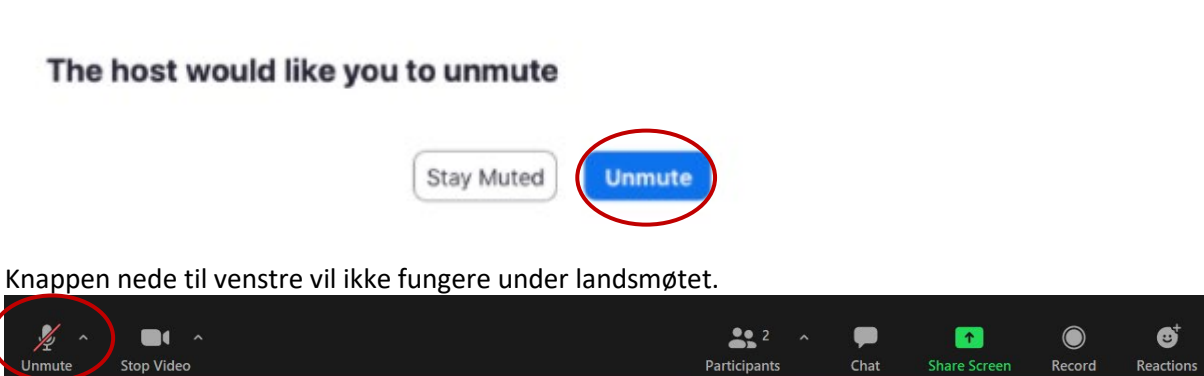 The host would like you to unmute
Stay Muted Unmute
Knappen nede til venstre vil ikke fungere under landsmøtet.
2
Unmute Stop Video Participants Chat Share Screen Record Reactions